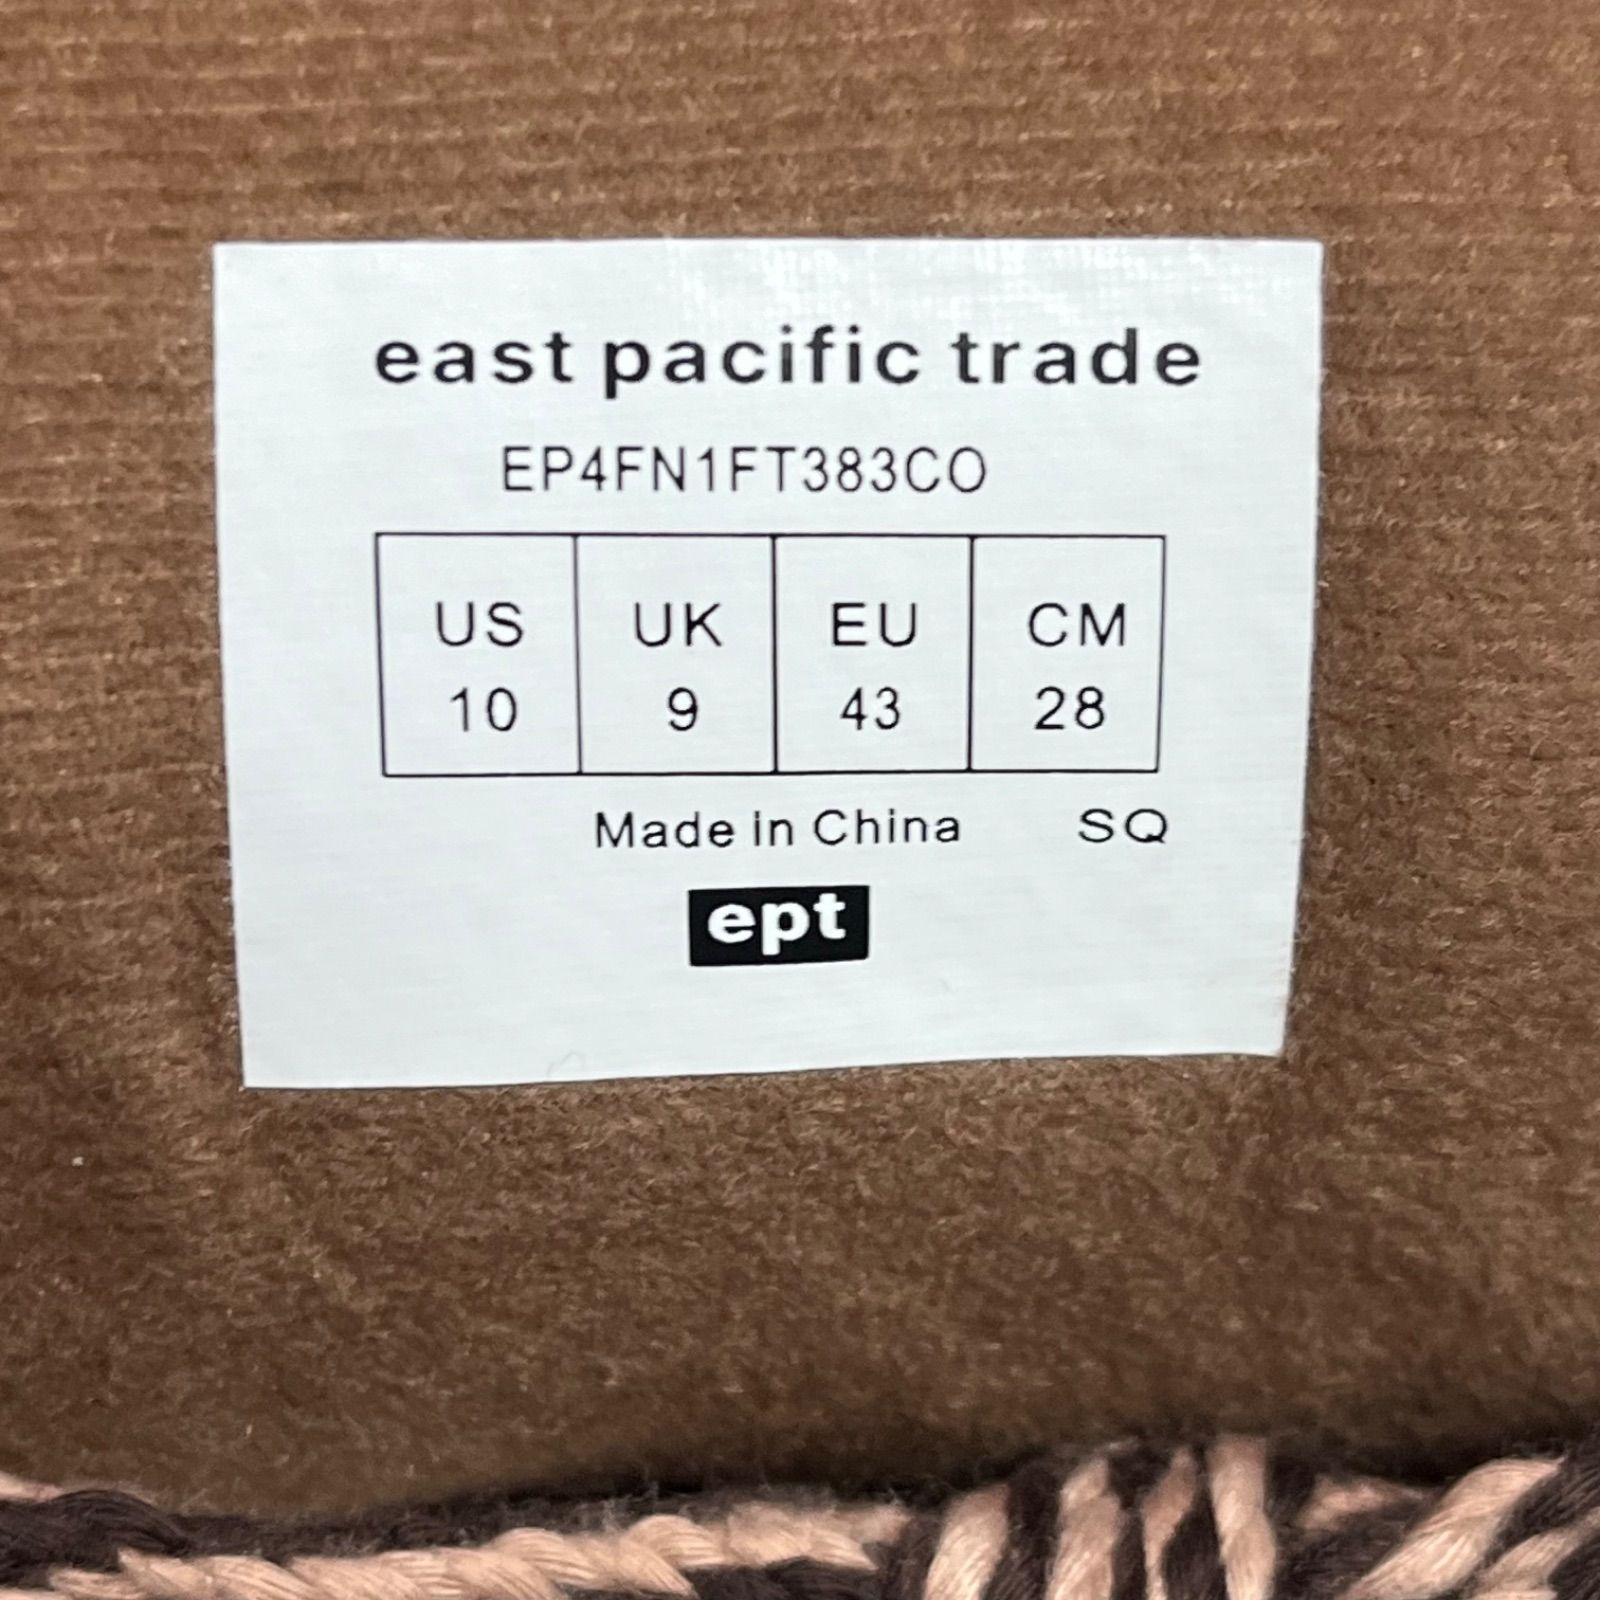 east pacific trade
EP4FN1FT383CO
US UK EU CM
10 9 43 28
Made in China SQ
ept